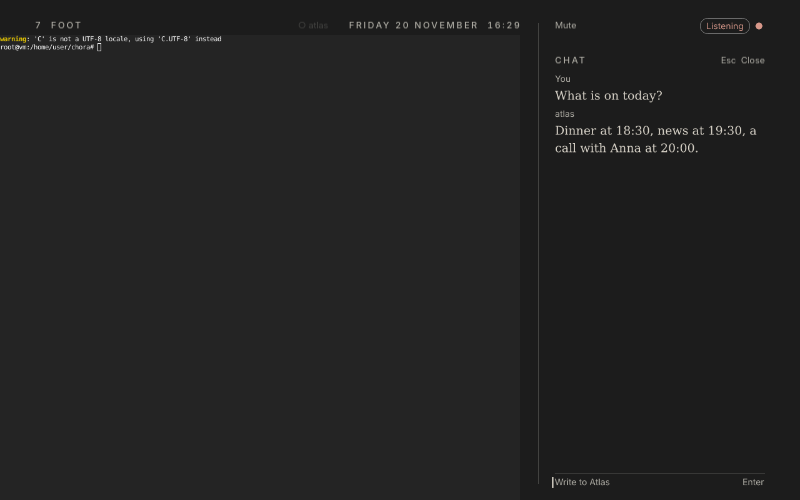 7 FOOT
atlas
FRIDAY 20 NOVEMBER 16:29
warning: 'C' is not a UTF-8 locale, using 'C.UTF-8' instead
root@vm:/home/user/chora#
Mute
Listening
CHAT
Esc Close
You
What is on today?
atlas
Dinner at 18:30, news at 19:30, a
call with Anna at 20:00.
Write to Atlas
Enter